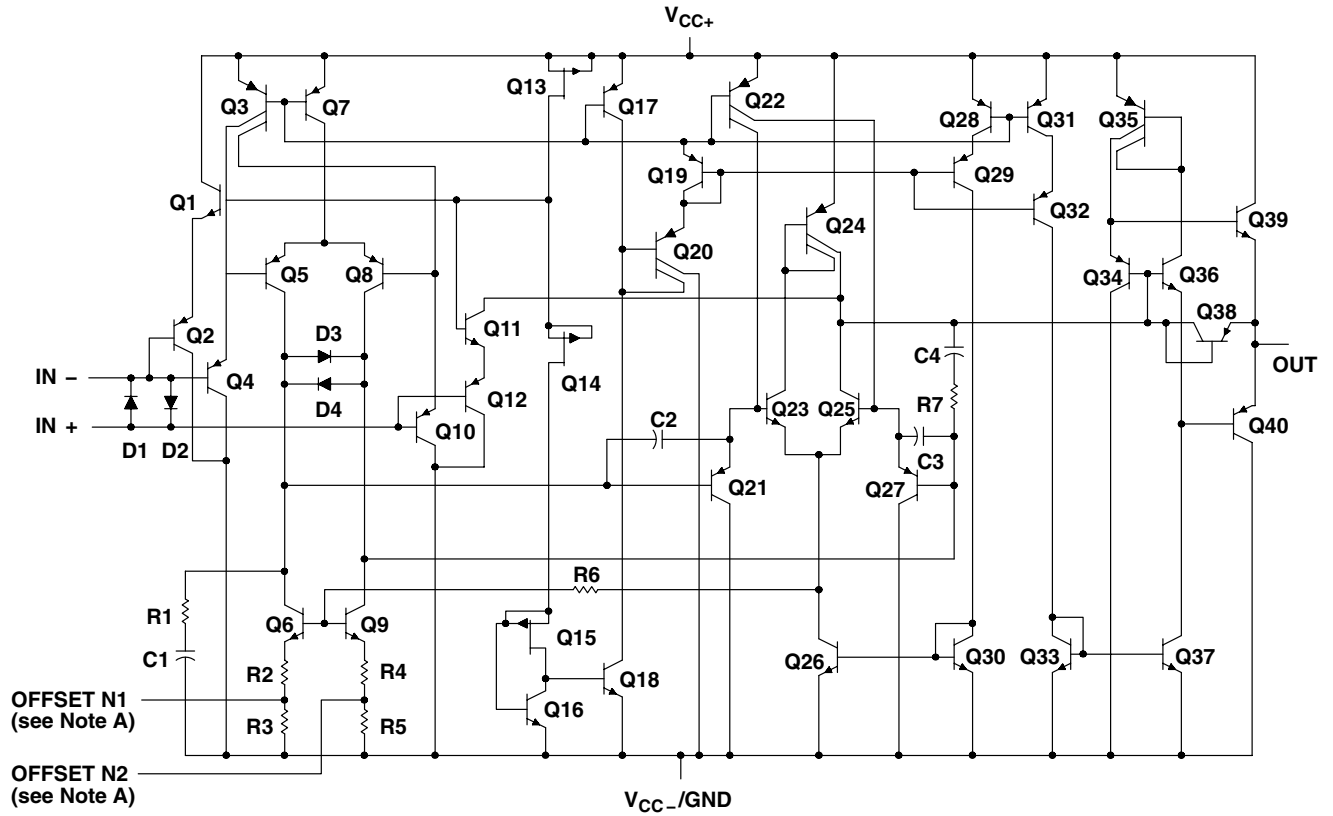 VCC+
Q3
Q7
Q13
Q17
Q22
Q28
Q31
Q35
Q1
Q19
Q29
Q32
Q39
Q5
Q8
Q20
Q24
Q34
Q36
Q2
D3
Q11
Q14
C4
Q38
OUT
IN –
Q4
D4
Q12
R7
IN +
D1
D2
Q10
C2
Q23
Q25
C3
Q40
Q21
Q27
R1
Q6
Q9
R6
Q15
C1
R2
R4
Q18
Q26
Q30
Q33
Q37
OFFSET N1
(see Note A)
R3
R5
Q16
OFFSET N2
(see Note A)
VCC–/GND